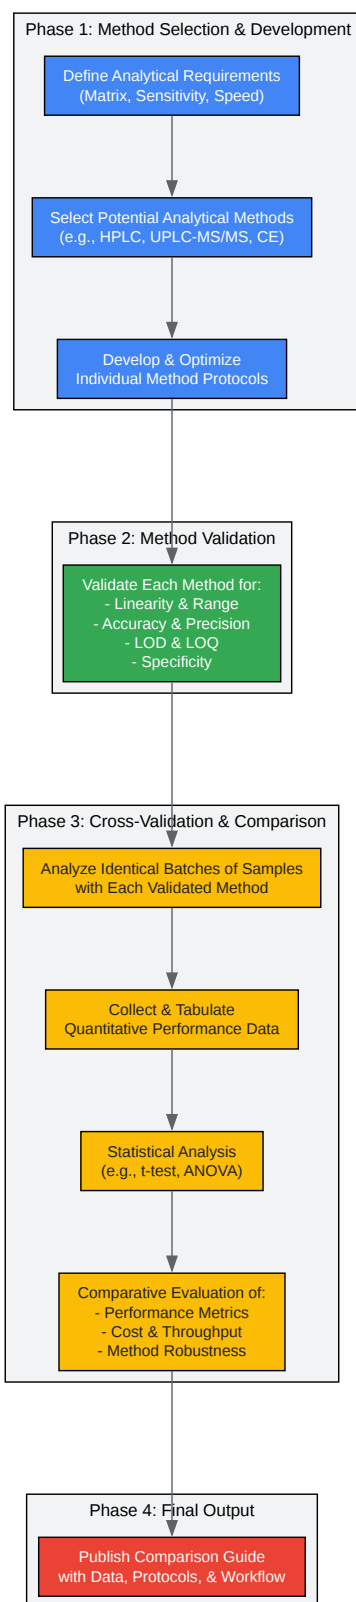 Phase 1: Method Selection & Development
Define Analytical Requirements
(Matrix, Sensitivity, Speed)
Select Potential Analytical Methods
(e.g., HPLC, UPLC-MS/MS, CE)
Develop & Optimize
Individual Method Protocols
Phase 2: Method Validation
Validate Each Method for:
- Linearity & Range
- Accuracy & Precision
- LOD & LOQ
- Specificity
Phase 3: Cross-Validation & Comparison
Analyze Identical Batches of Samples
with Each Validated Method
Collect & Tabulate
Quantitative Performance Data
Statistical Analysis
(e.g., t-test, ANOVA)
Comparative Evaluation of:
- Performance Metrics
- Cost & Throughput
- Method Robustness
Phase 4: Final Output
Publish Comparison Guide
with Data, Protocols, & Workflow